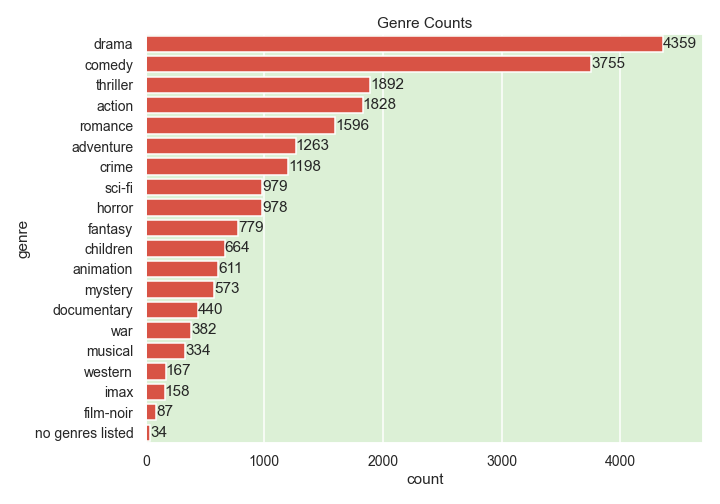 Genre Counts
drama 4359
comedy 3755
thriller 1892
action 1828
romance 1596
adventure 1263
crime 1198
sci-fi 979
horror 978
fantasy 779
children 664
animation 611
mystery 573
documentary 440
war 382
musical 334
western 167
imax 158
film-noir 87
no genres listed 34
genre
0 1000 2000 3000 4000
count